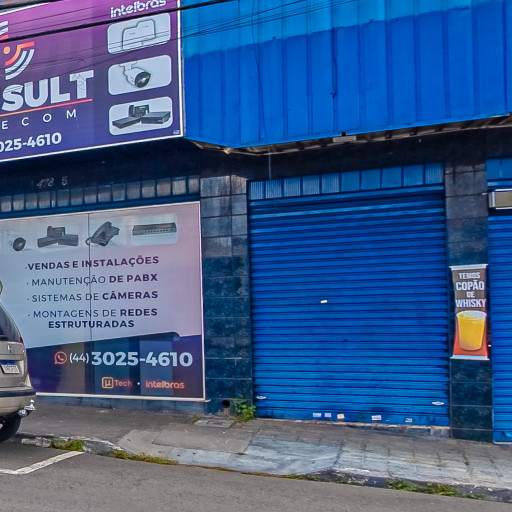 intelbras
SULT
ECOM
025-4610
·VENDAS E INSTALAÇÕES
·MANUTENÇÃO DE PABX
·SISTEMAS DE CÂMERAS
·MONTAGENS DE REDES
ESTRUTURADAS
(44) 3025-4610
Tech · intelbras
TEMOS
COPÃO
DE
WHISKY